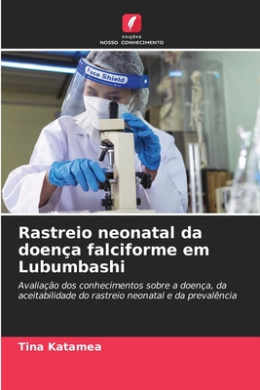 edições
NOSSO CONHECIMENTO
Face Shield
Rastreio neonatal da
doença falciforme em
Lubumbashi
Avaliação dos conhecimentos sobre a doença, da
aceitabilidade do rastreio neonatal e da prevalência
Tina Katamea